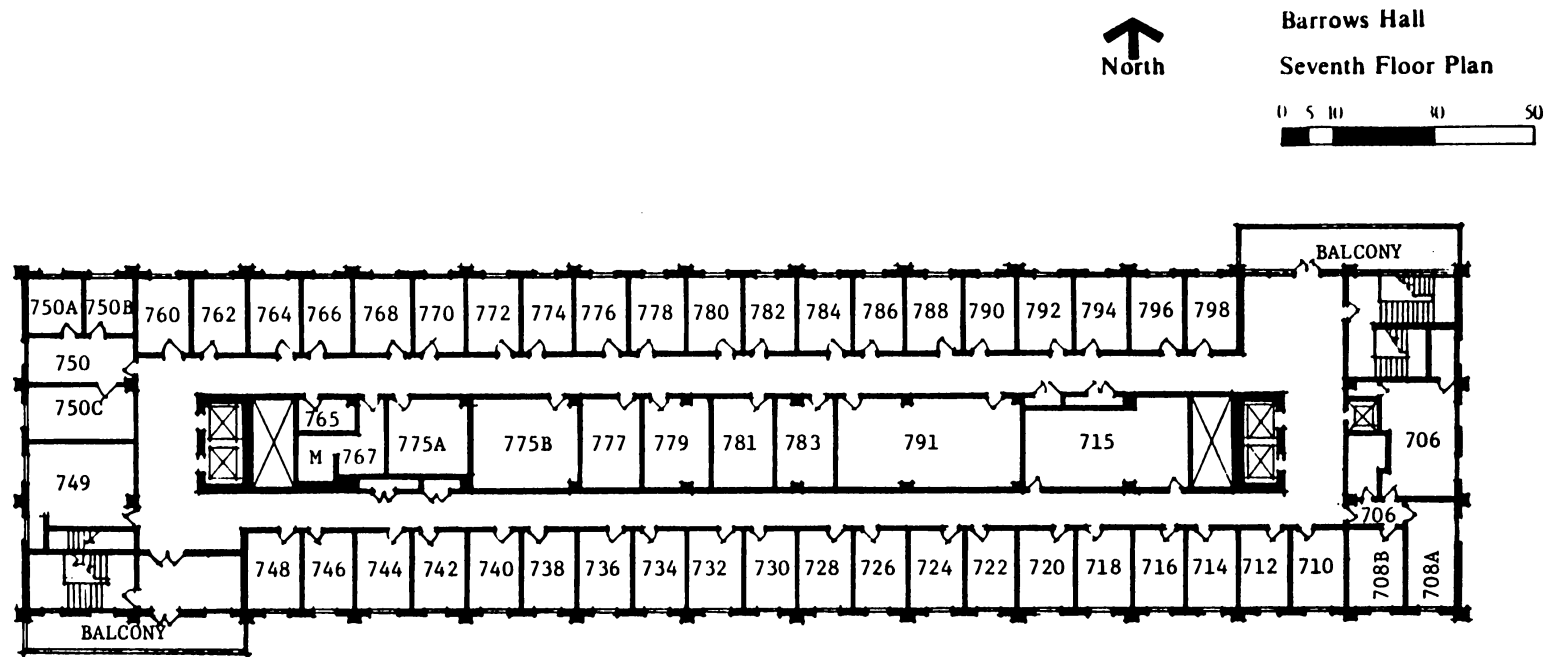 Barrows Hall
North
Seventh Floor Plan
0 5 10 30 50
BALCONY
750A 750B 760 762 764 766 768 770 772 774 776 778 780 782 784 786 788 790 792 794 796 798
750
750C
765
775A 775B 777 779 781 783 791 715 706
M 767
749
706
748 746 744 742 740 738 736 734 732 730 728 726 724 722 720 718 716 714 712 710 708B 708A
BALCONY